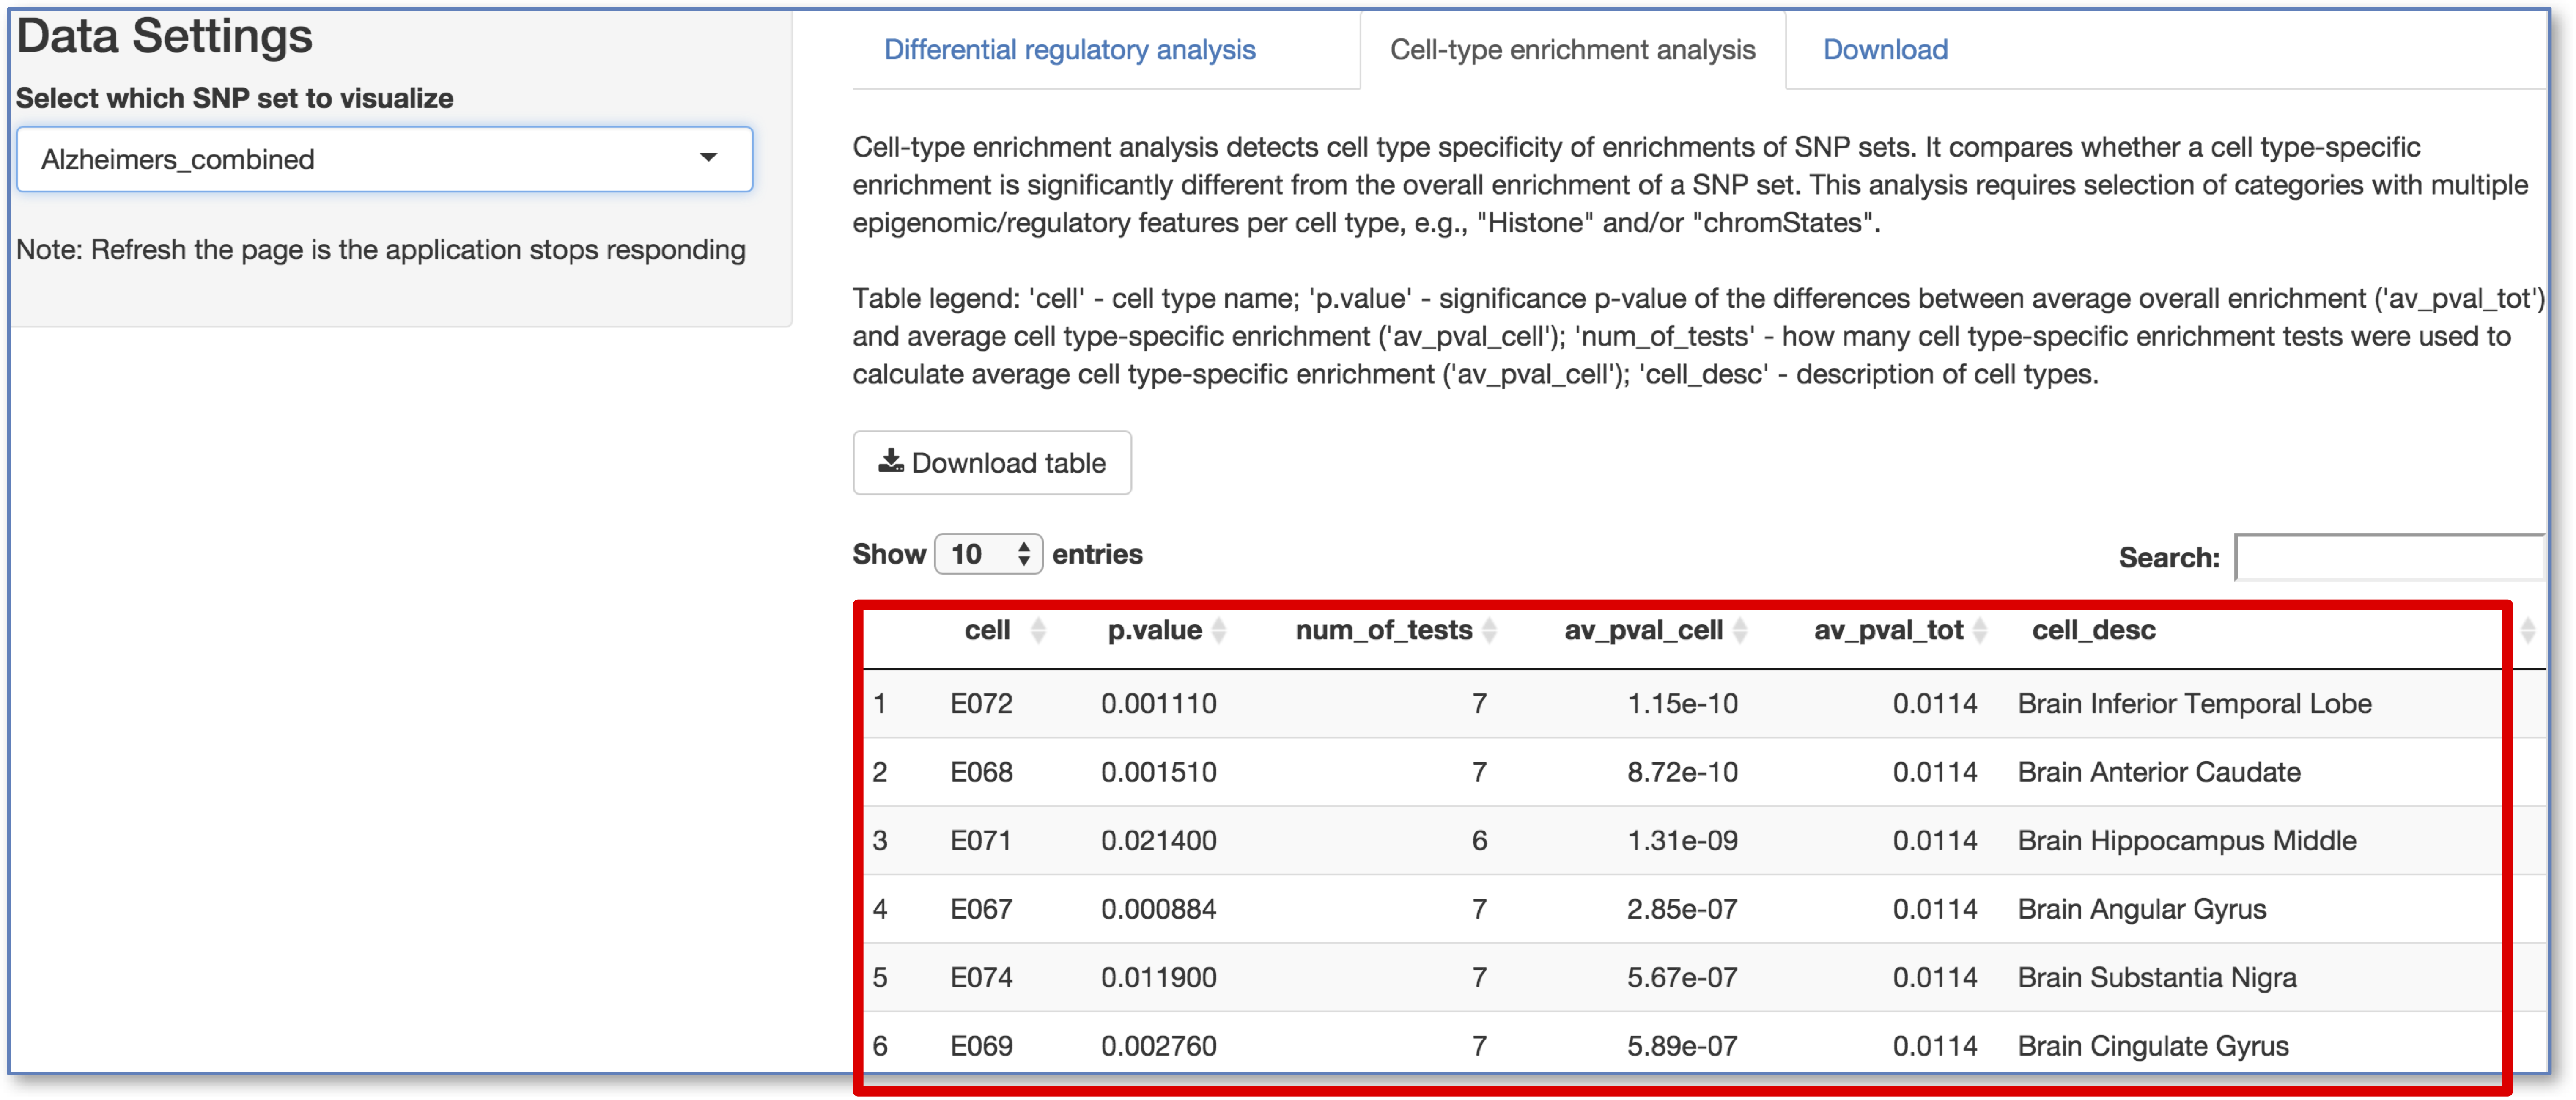 Data Settings
Select which SNP set to visualize
Alzheimers_combined
Note: Refresh the page is the application stops responding
Differential regulatory analysis
Cell-type enrichment analysis
Download
Cell-type enrichment analysis detects cell type specificity of enrichments of SNP sets. It compares whether a cell type-specific
enrichment is significantly different from the overall enrichment of a SNP set. This analysis requires selection of categories with multiple
epigenomic/regulatory features per cell type, e.g., "Histone" and/or "chromStates".
Table legend: 'cell' - cell type name; 'p.value' - significance p-value of the differences between average overall enrichment ('av_pval_tot')
and average cell type-specific enrichment ('av_pval_cell'); 'num_of_tests' - how many cell type-specific enrichment tests were used to
calculate average cell type-specific enrichment ('av_pval_cell'); 'cell_desc' - description of cell types.
Download table
Show 10 entries
Search:
cell p.value num_of_tests av_pval_cell av_pval_tot cell_desc
1 E072 0.001110 7 1.15e-10 0.0114 Brain Inferior Temporal Lobe
2 E068 0.001510 7 8.72e-10 0.0114 Brain Anterior Caudate
3 E071 0.021400 6 1.31e-09 0.0114 Brain Hippocampus Middle
4 E067 0.000884 7 2.85e-07 0.0114 Brain Angular Gyrus
5 E074 0.011900 7 5.67e-07 0.0114 Brain Substantia Nigra
6 E069 0.002760 7 5.89e-07 0.0114 Brain Cingulate Gyrus